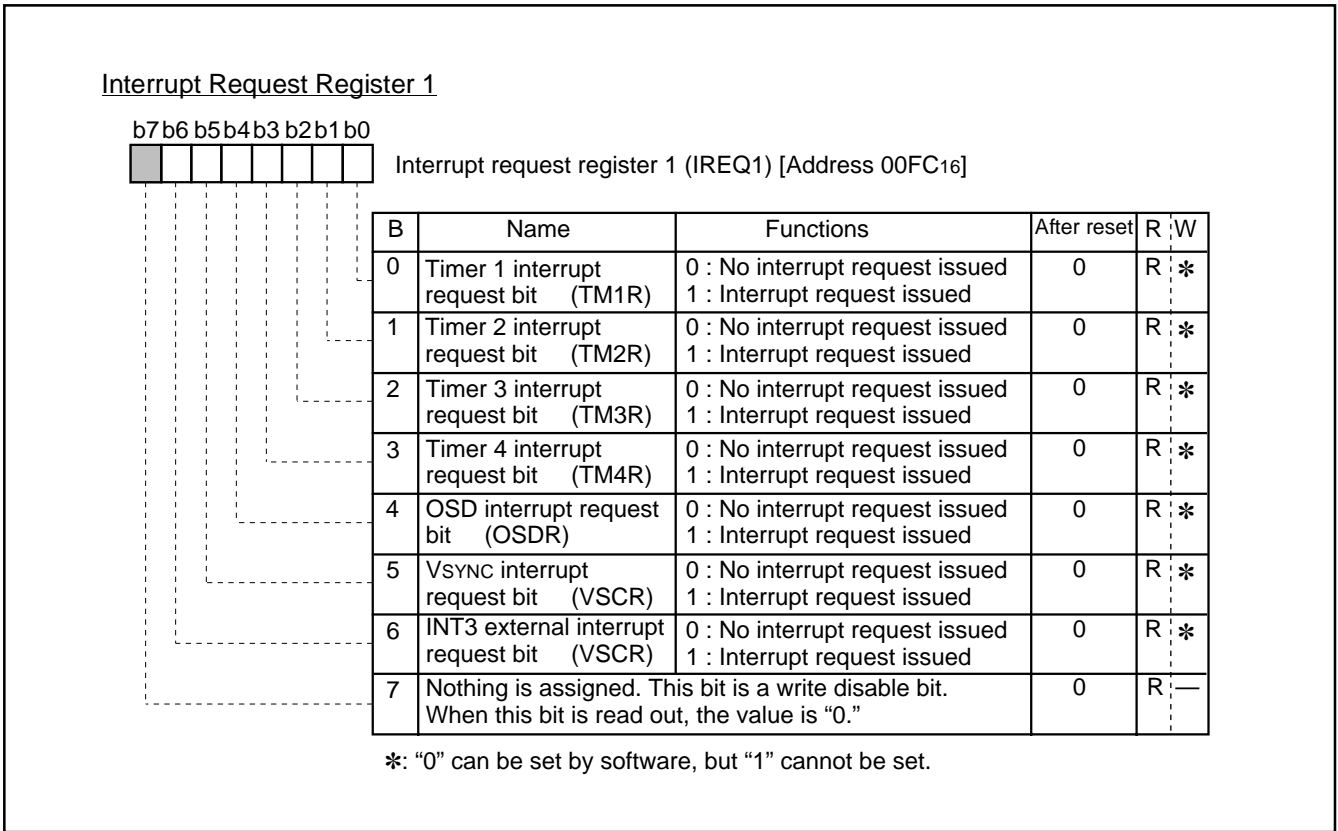 Interrupt Request Register 1
b7 b6 b5 b4 b3 b2 b1 b0
Interrupt request register 1 (IREQ1) [Address 00FC16]
B Name Functions After reset R W
0 Timer 1 interrupt 0 : No interrupt request issued 0 R ✻
request bit (TM1R) 1 : Interrupt request issued
1 Timer 2 interrupt 0 : No interrupt request issued 0 R ✻
request bit (TM2R) 1 : Interrupt request issued
2 Timer 3 interrupt 0 : No interrupt request issued 0 R ✻
request bit (TM3R) 1 : Interrupt request issued
3 Timer 4 interrupt 0 : No interrupt request issued 0 R ✻
request bit (TM4R) 1 : Interrupt request issued
4 OSD interrupt request 0 : No interrupt request issued 0 R ✻
bit (OSDR) 1 : Interrupt request issued
5 VSYNC interrupt 0 : No interrupt request issued 0 R ✻
request bit (VSCR) 1 : Interrupt request issued
6 INT3 external interrupt 0 : No interrupt request issued 0 R ✻
request bit (VSCR) 1 : Interrupt request issued
7 Nothing is assigned. This bit is a write disable bit. 0 R —
When this bit is read out, the value is “0.”
✻: “0” can be set by software, but “1” cannot be set.